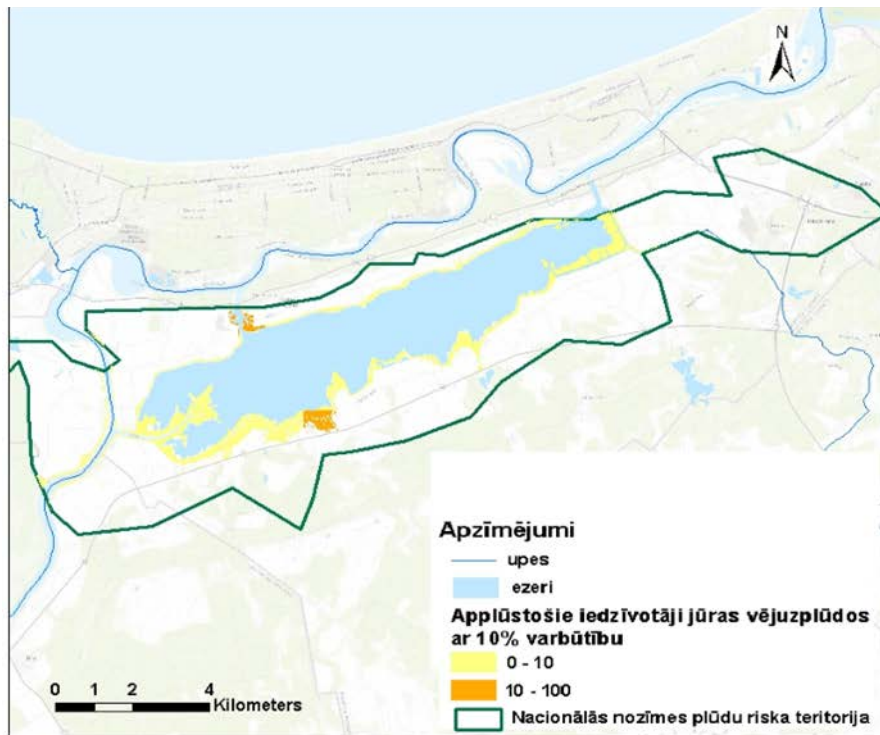 N
Apzīmējumi
upes
ezeri
Applūstošie iedzīvotāji jūras vējuzplūdos
ar 10% varbūtību
0 - 10
10 - 100
Nacionālās nozīmes plūdu riska teritorija
0 1 2 4
Kilometers